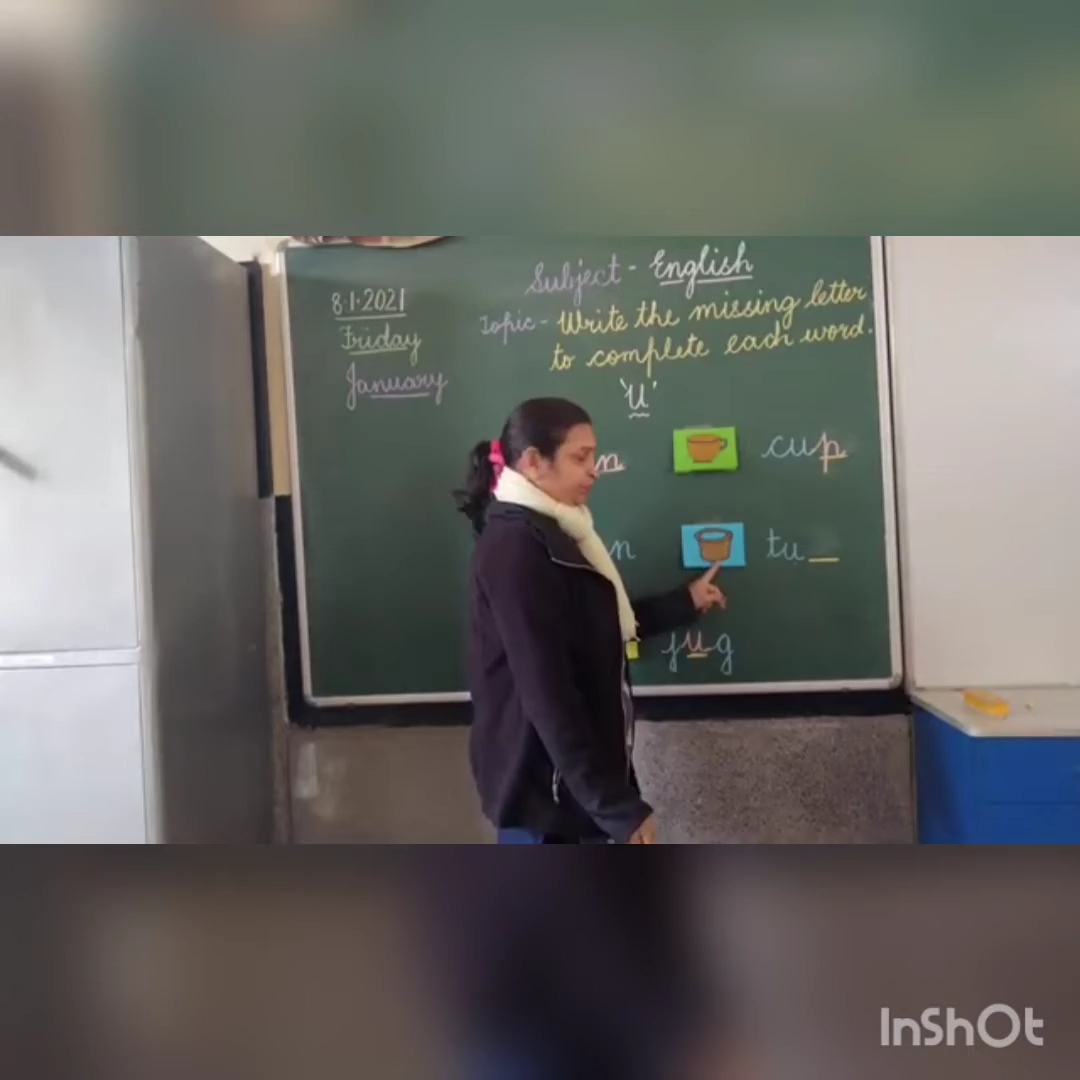 8.1.2021
Friday
January
Subject - English
Topic - Write the missing letter
to complete each word.
'U'
n cup
n tu_
jug
InShOt